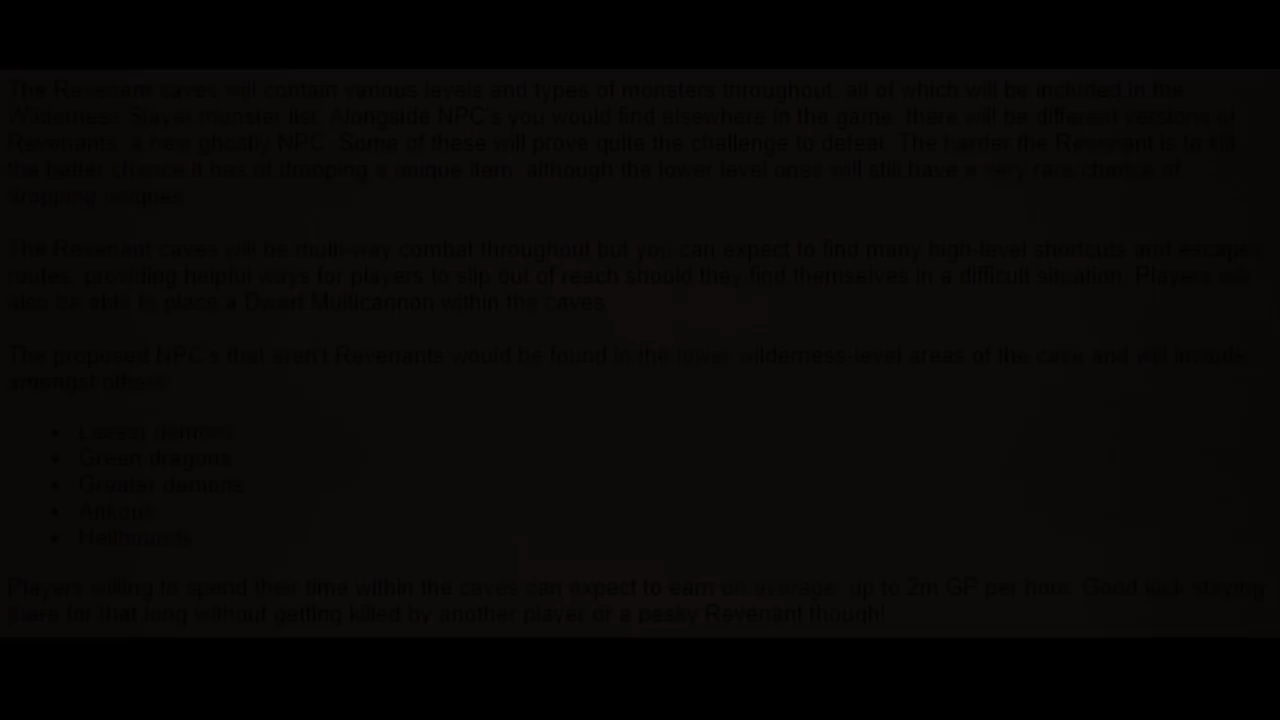 The Revenant caves will contain various levels and types of monsters throughout, all of which will be included in the
Wilderness Slayer monster list. Alongside NPC's you would find elsewhere in the game, there will be different versions of
Revenants, a new ghostly NPC. Some of these will prove quite the challenge to defeat. The harder the Revenant is to kill
the better chance it has of dropping a unique item, although the lower level ones will still have a very rare chance of
dropping uniques.
The Revenant caves will be multi-way combat throughout but you can expect to find many high-level shortcuts and escape
routes, providing helpful ways for players to slip out of reach should they find themselves in a difficult situation. Players will
also be able to place a Dwarf Multicannon within the caves.
The proposed NPC's that aren't Revenants would be found in the lower wilderness level areas of the cave and will include
amongst others:
• Lesser demons
• Green dragons
• Greater demons
• Ankous
• Hellhounds
Players willing to spend their time within the caves can expect to earn on average, up to 2m GP per hour. Good luck staying
there for that long without getting killed by another player or a pesky Revenant though!